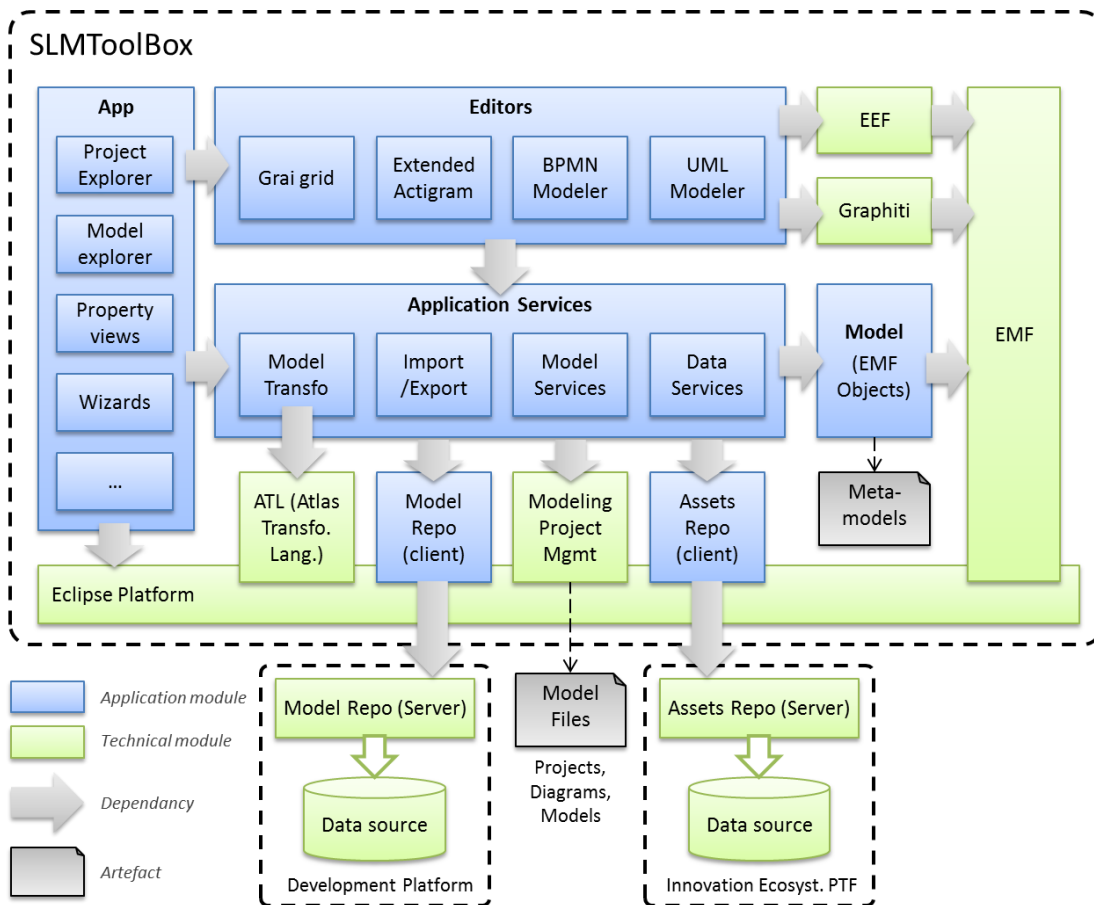 SLMToolBox
App
Project
Explorer
Model
explorer
Property
views
Wizards
...
Editors
Grai grid
Extended
Actigram
BPMN
Modeler
UML
Modeler
EEF
Graphiti
EMF
Application Services
Model
Transfo
Import
/Export
Model
Services
Data
Services
Model
(EMF
Objects)
Meta-
models
ATL (Atlas
Transfo.
Lang.)
Model
Repo
(client)
Modeling
Project
Mgmt
Assets
Repo
(client)
Eclipse Platform
Application module
Technical module
Dependancy
Artefact
Model Repo (Server)
Data source
Development Platform
Model
Files
Projects,
Diagrams,
Models
Assets Repo (Server)
Data source
Innovation Ecosyst. PTF